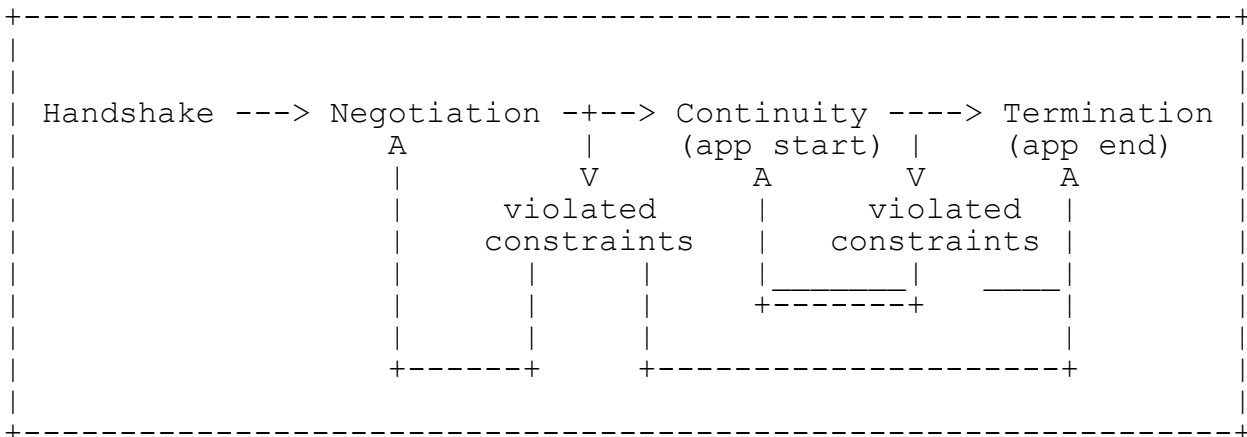 Handshake ---> Negotiation -+--> Continuity ----> Termination
(app start) (app end)
violated violated
constraints constraints